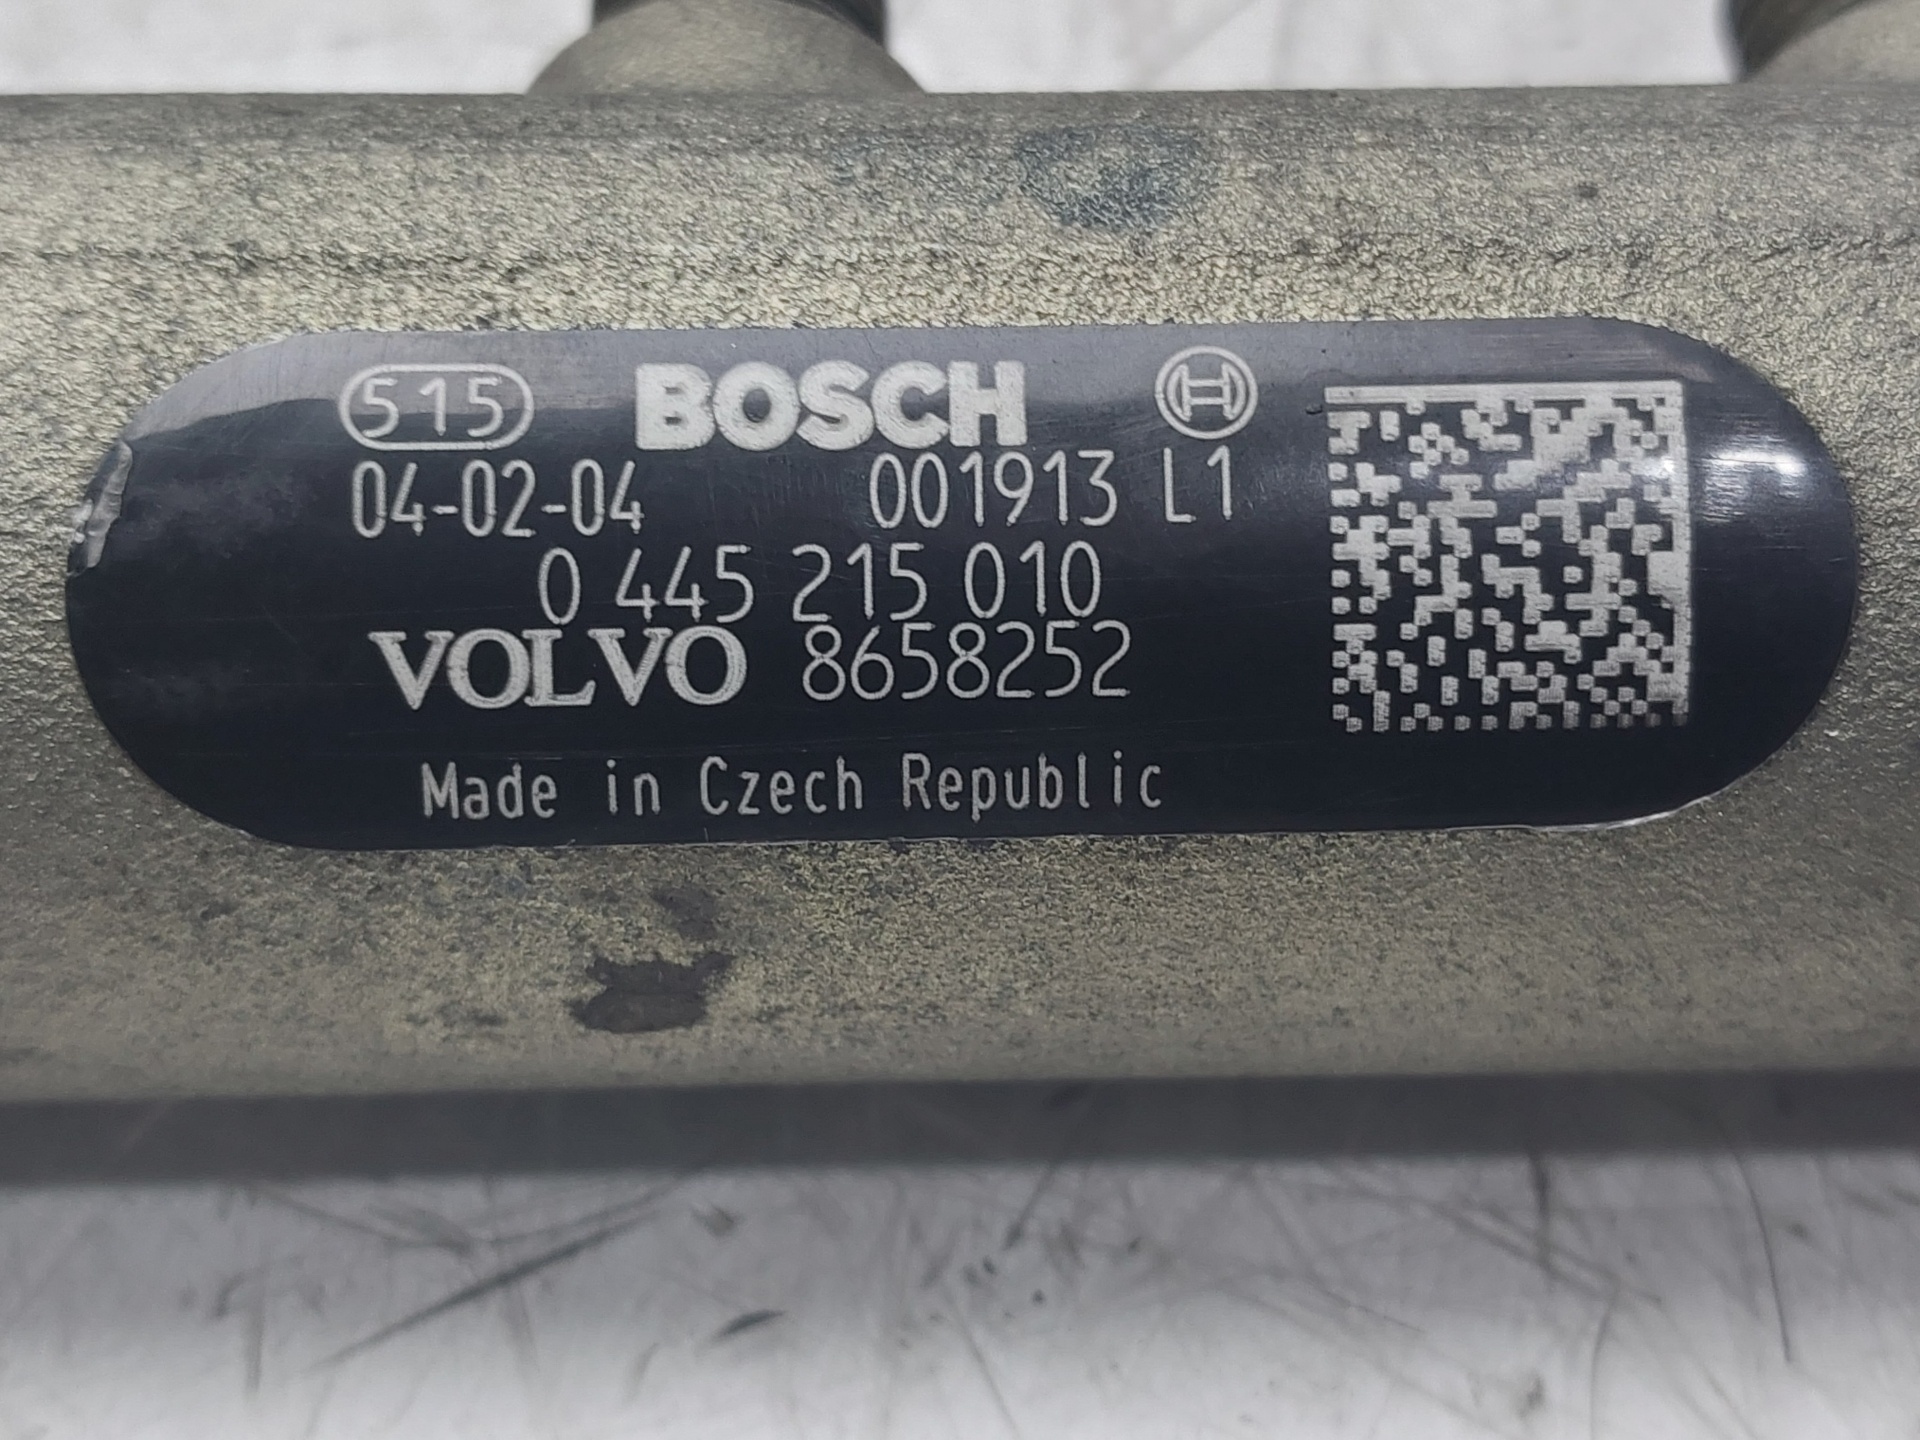 515 BOSCH
04-02-04 001913 L1
0 445 215 010
VOLVO 8658252
Made in Czech Republic